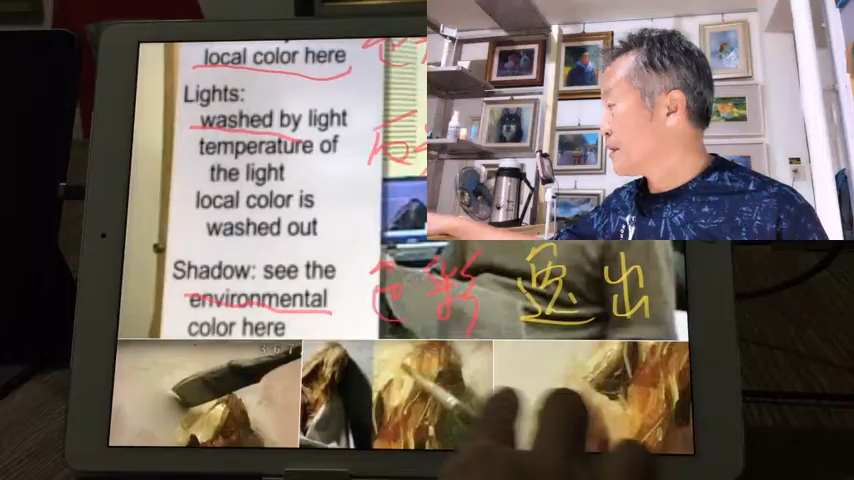 local color here
Lights:
washed by light
temperature of
the light
local color is
washed out
Shadow: see the
environmental
color here
色彩 逸出
367